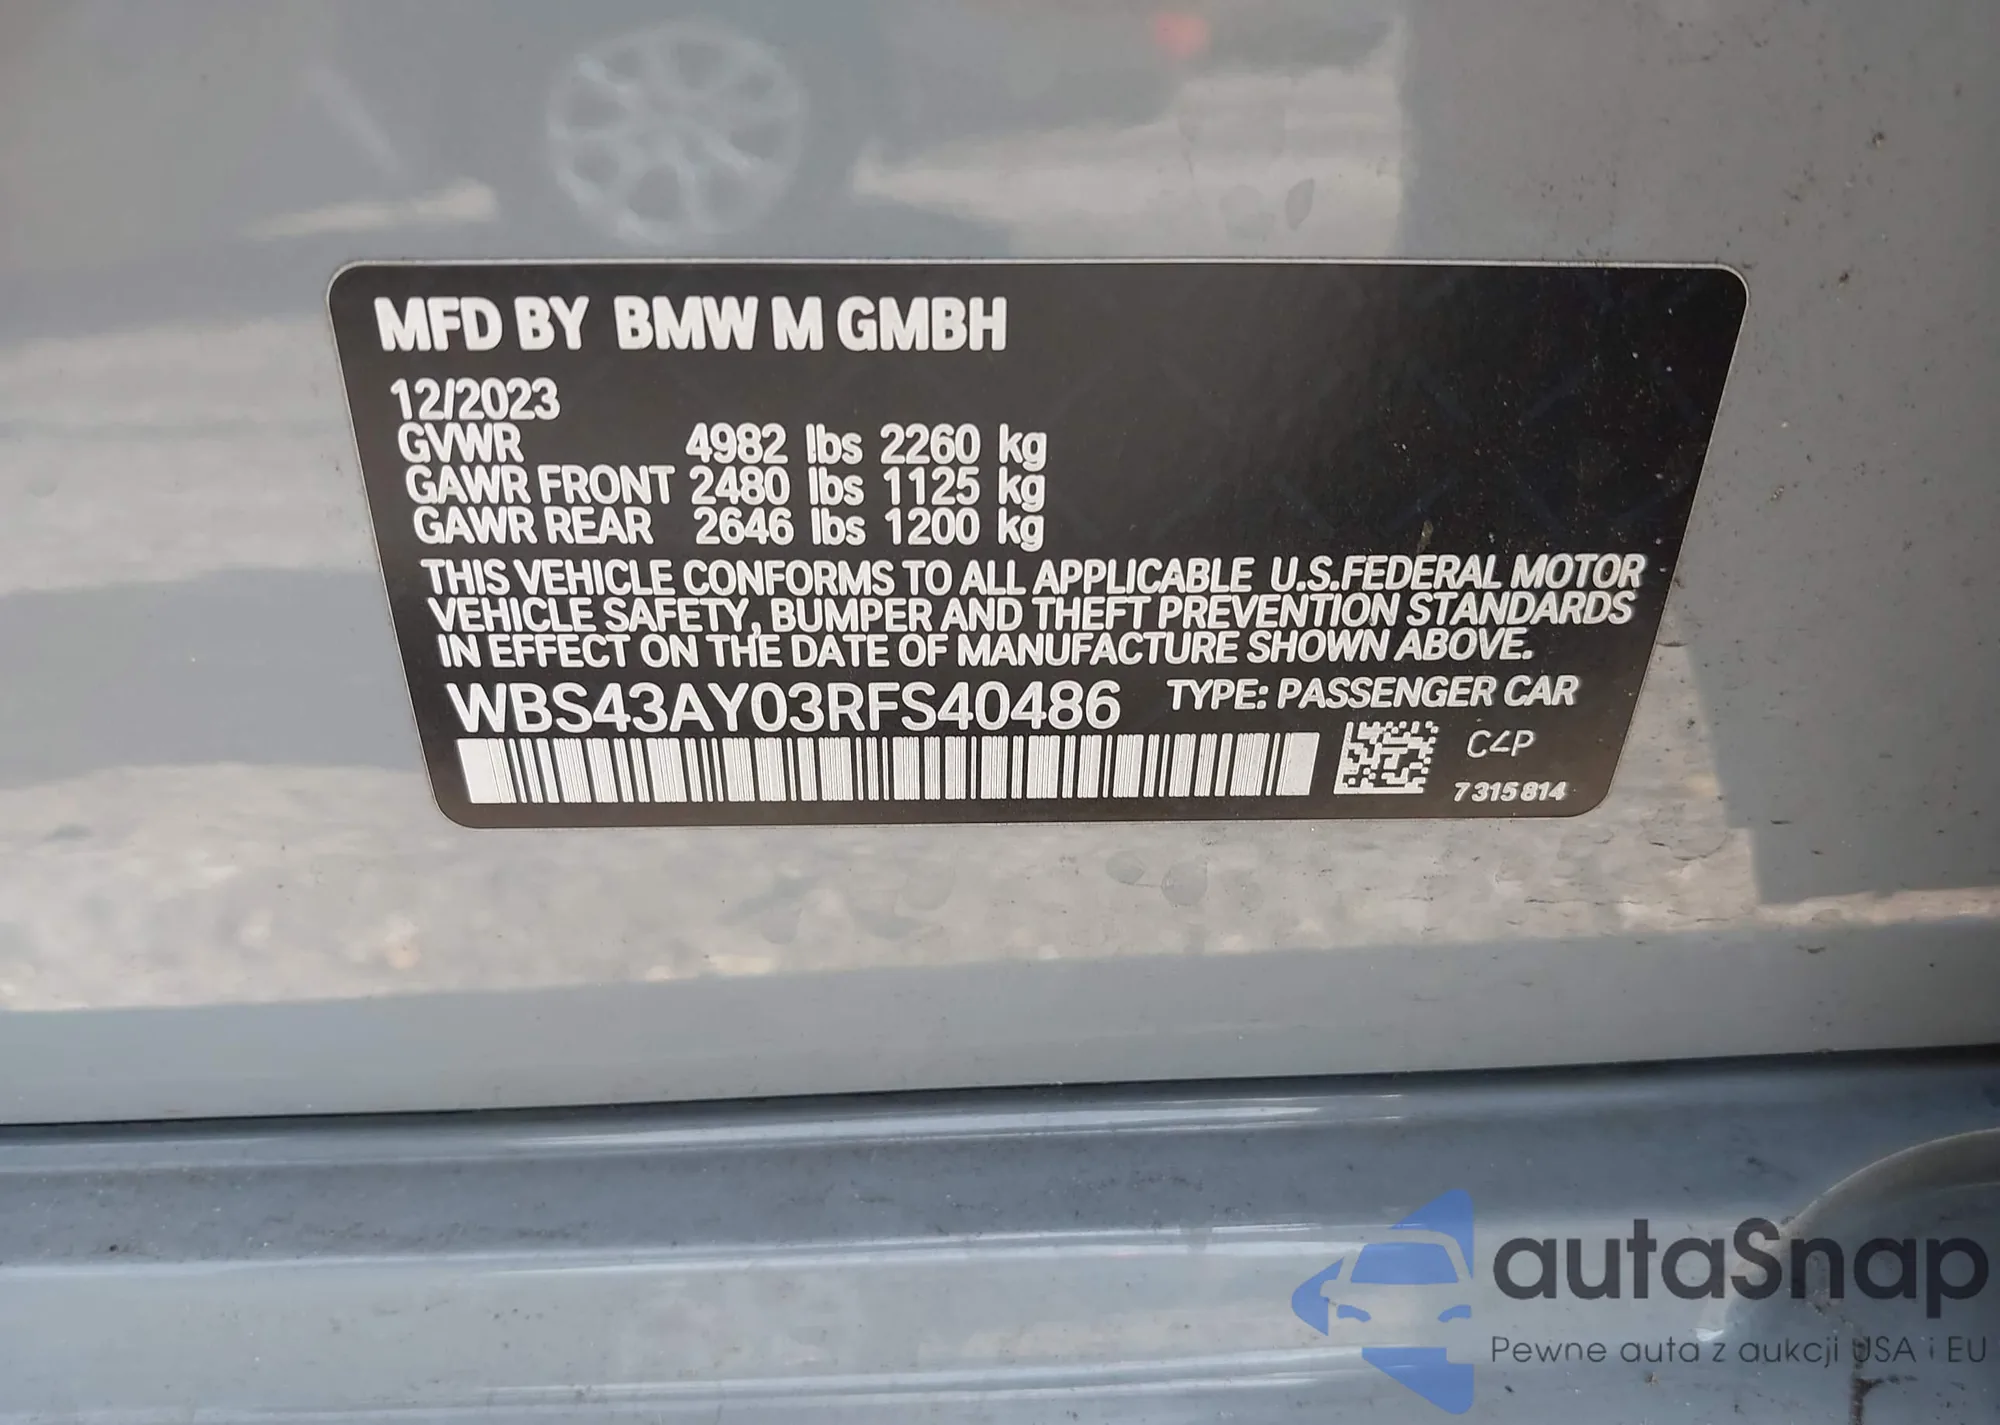 MFD BY BMW M GMBH
12/2023
GVWR 4982 lbs 2260 kg
GAWR FRONT 2480 lbs 1125 kg
GAWR REAR 2646 lbs 1200 kg
THIS VEHICLE CONFORMS TO ALL APPLICABLE U.S.FEDERAL MOTOR
VEHICLE SAFETY, BUMPER AND THEFT PREVENTION STANDARDS
IN EFFECT ON THE DATE OF MANUFACTURE SHOWN ABOVE.
WBS43AY03RFS40486 TYPE: PASSENGER CAR
C4P
7315814
autaSnap
Pewne auta z aukcji USA i EU